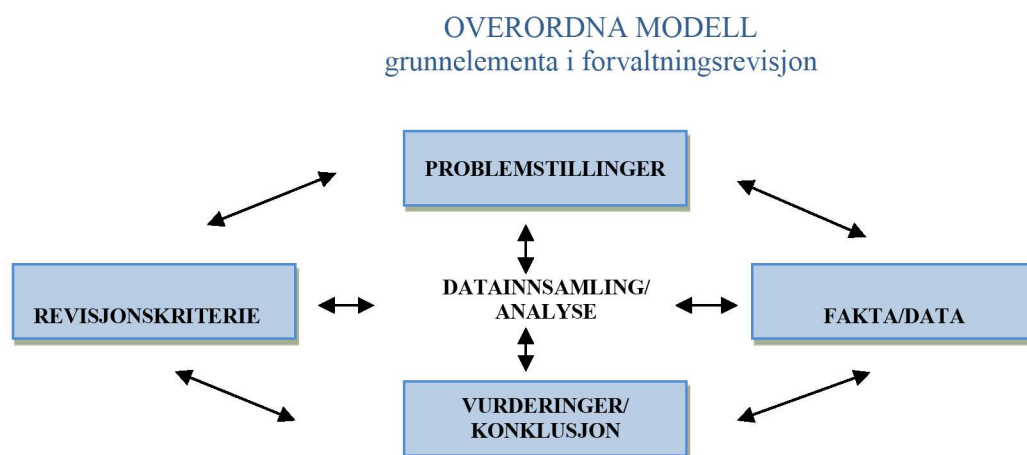 OVERORDNA MODELL
grunnelementa i forvaltningsrevisjon
PROBLEMSTILLINGER
REVISJONSKRITERIE
DATAINNSAMLING/
ANALYSE
FAKTA/DATA
VURDERINGER/
KONKLUSJON